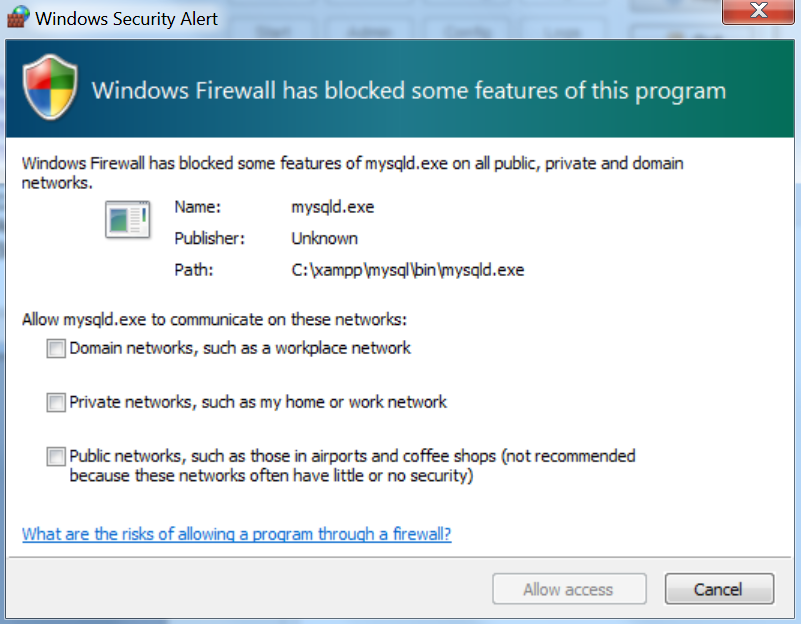 Windows Security Alert
Windows Firewall has blocked some features of this program
Windows Firewall has blocked some features of mysqld.exe on all public, private and domain
networks.
Name: mysqld.exe
Publisher: Unknown
Path: C:\xampp\mysql\bin\mysqld.exe
Allow mysqld.exe to communicate on these networks:
Domain networks, such as a workplace network
Private networks, such as my home or work network
Public networks, such as those in airports and coffee shops (not recommended
because these networks often have little or no security)
What are the risks of allowing a program through a firewall?
Allow access Cancel